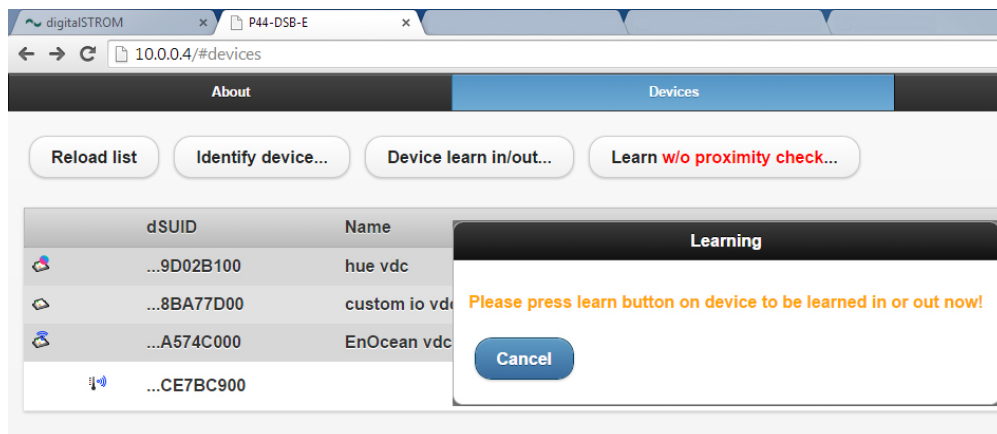 digitalSTROM
P44-DSB-E
10.0.0.4/#devices
About
Devices
Reload list
Identify device...
Device learn in/out...
Learn w/o proximity check...
dSUID
Name
...9D02B100
hue vdc
...8BA77D00
custom io vdc
...A574C000
EnOcean vdc
...CE7BC900
Learning
Please press learn button on device to be learned in or out now!
Cancel